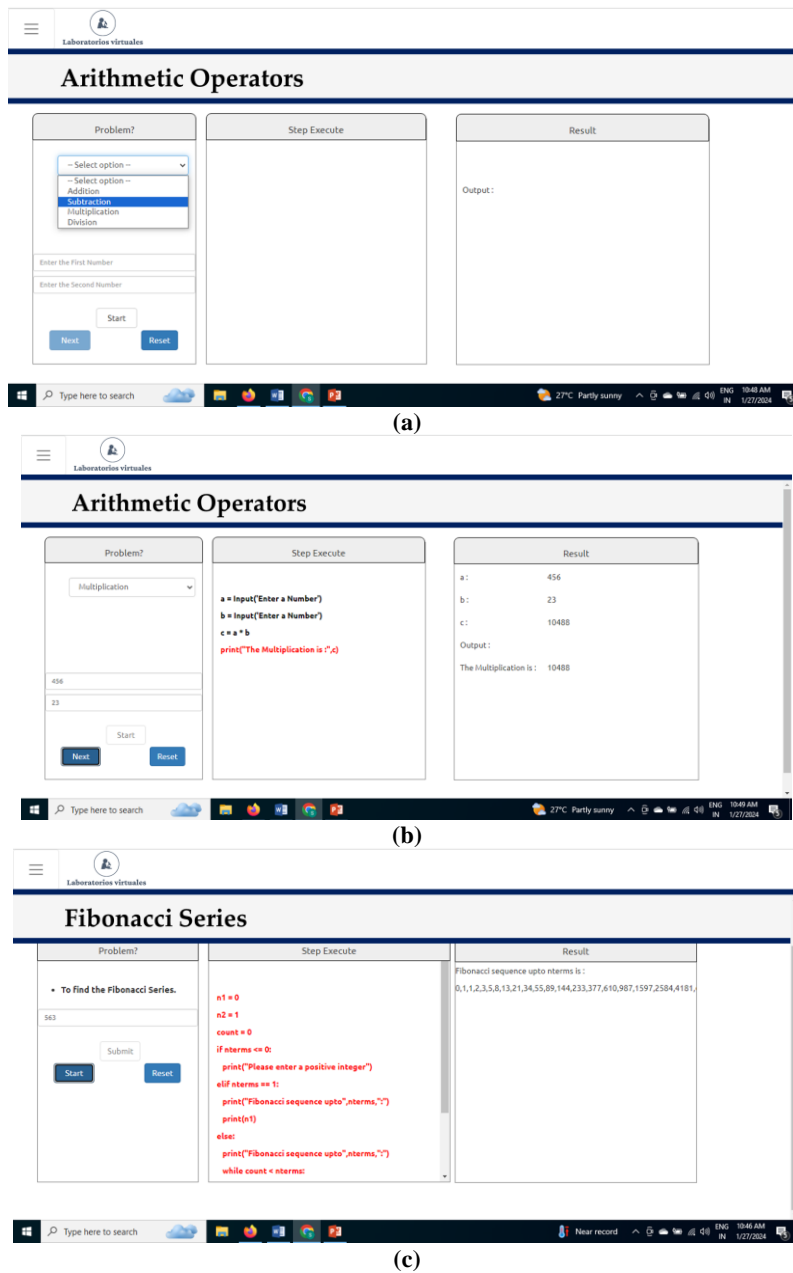 Laboratorios virtuales
Arithmetic Operators
Problem?
-- Select option --
-- Select option --
Addition
Subtraction
Multiplication
Division
Enter the First Number
Enter the Second Number
Start
Next Reset
Step Execute
Result
Output :
Type here to search
27°C Partly sunny
ENG
IN
10:48 AM
1/27/2024
(a)
Laboratorios virtuales
Arithmetic Operators
Problem?
Multiplication
456
23
Start
Next Reset
Step Execute
a = Input('Enter a Number')
b = Input('Enter a Number')
c = a * b
print("The Multiplication is :",c)
Result
a : 456
b : 23
c : 10488
Output :
The Multiplication is : 10488
Type here to search
27°C Partly sunny
ENG
IN
10:49 AM
1/27/2024
(b)
Laboratorios virtuales
Fibonacci Series
Problem?
• To find the Fibonacci Series.
563
Submit
Start Reset
Step Execute
n1 = 0
n2 = 1
count = 0
if nterms <= 0:
print("Please enter a positive integer")
elif nterms == 1:
print("Fibonacci sequence upto",nterms,":")
print(n1)
else:
print("Fibonacci sequence upto",nterms,":")
while count < nterms:
Result
Fibonacci sequence upto nterms is :
0,1,1,2,3,5,8,13,21,34,55,89,144,233,377,610,987,1597,2584,4181,
Type here to search
Near record
ENG
IN
10:46 AM
1/27/2024
(c)